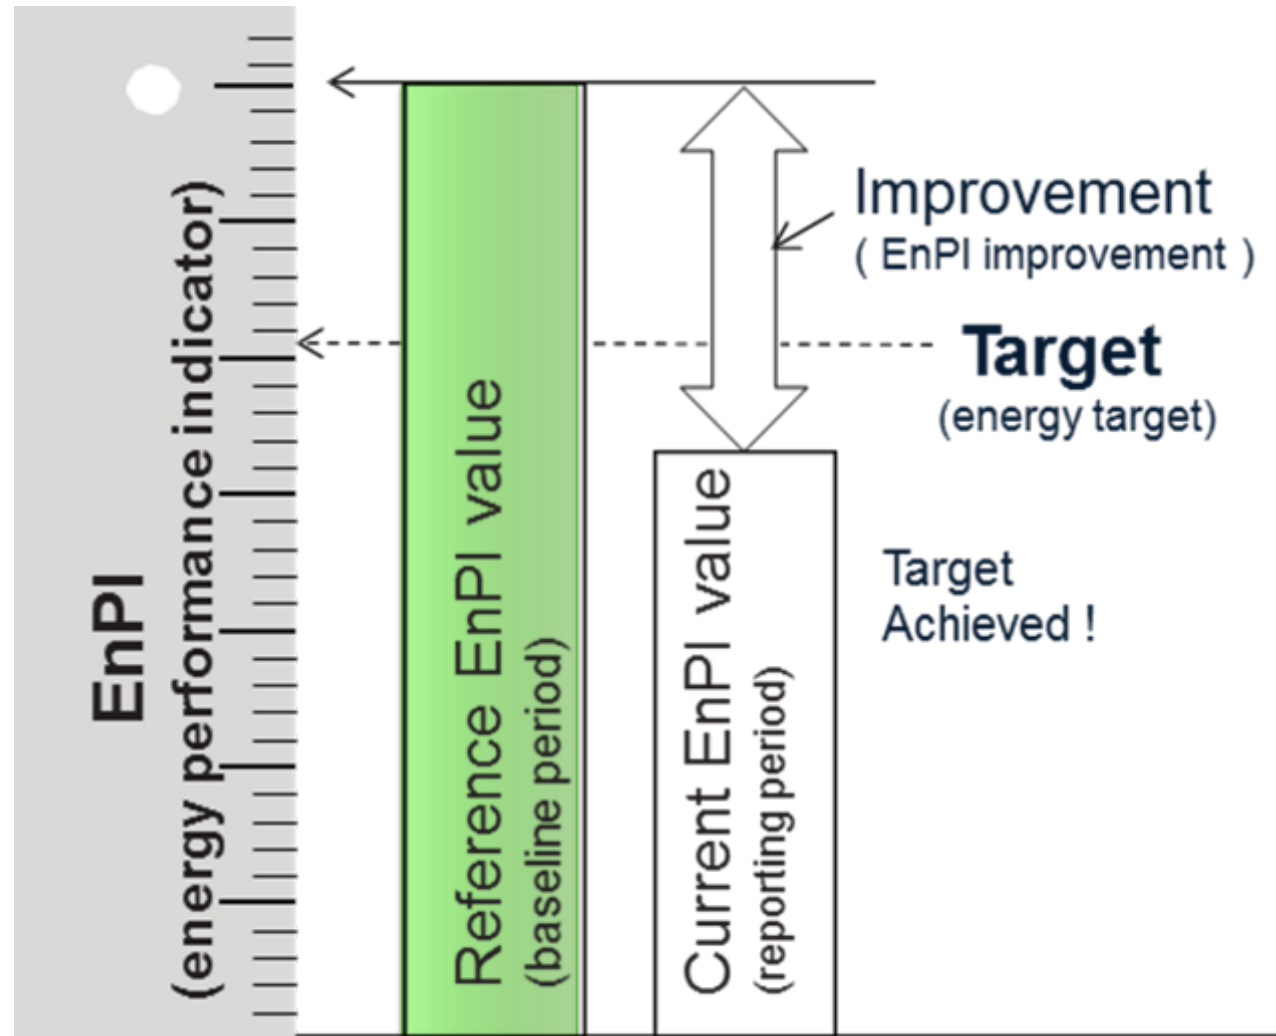 EnPI
(energy performance indicator)
Reference EnPI value
(baseline period)
Current EnPI value
(reporting period)
Improvement
( EnPI improvement )
Target
(energy target)
Target
Achieved !